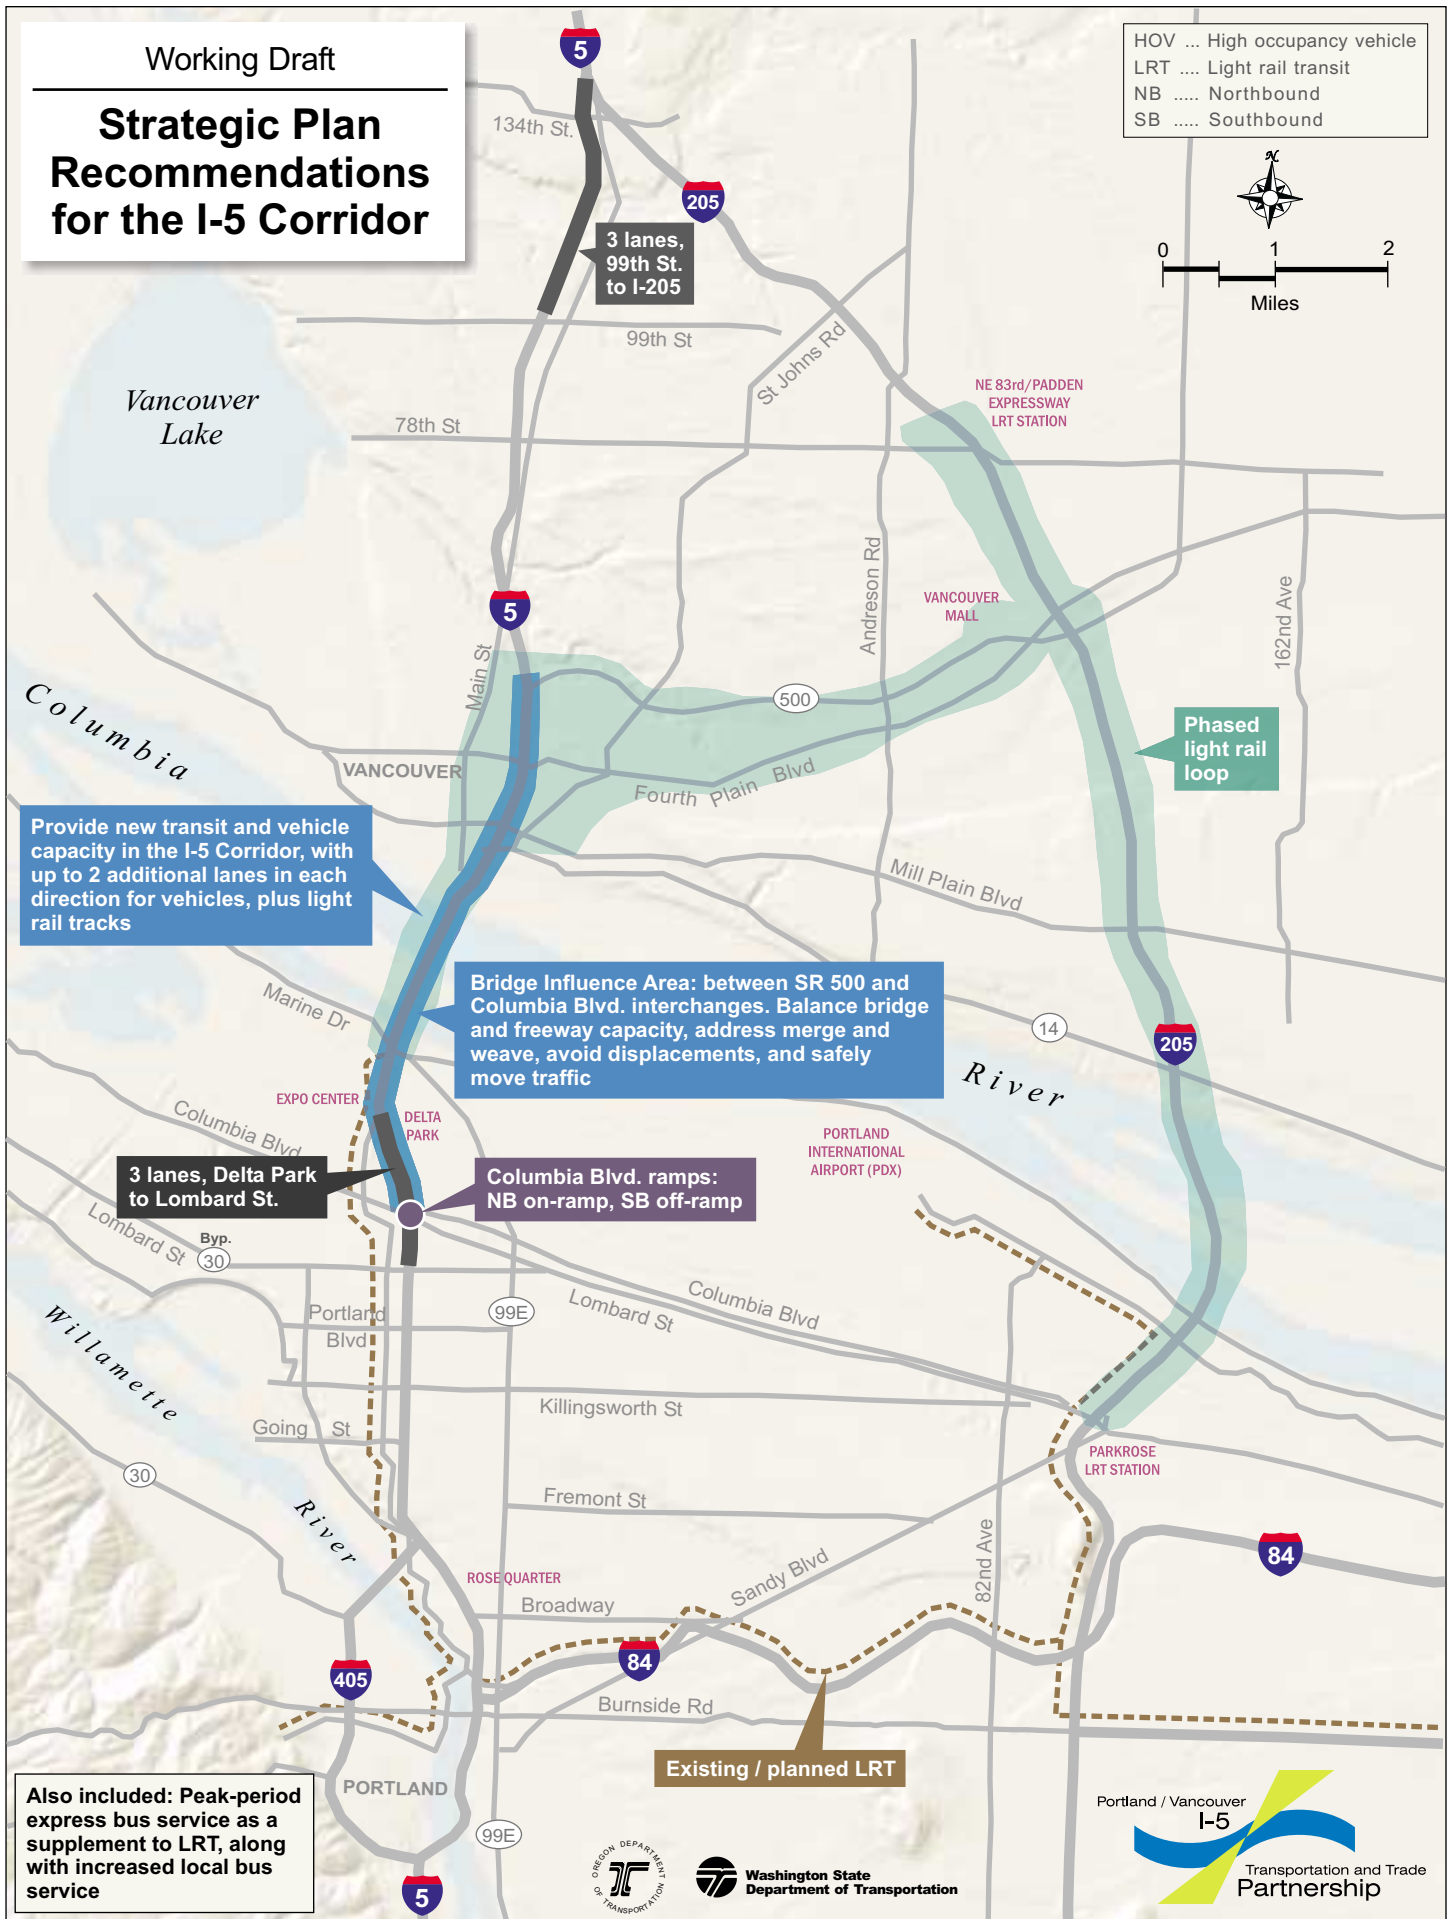 Working Draft
Strategic Plan
Recommendations
for the I-5 Corridor
HOV ... High occupancy vehicle
LRT .... Light rail transit
NB ..... Northbound
SB ..... Southbound
N
0 1 2
Miles
5
134th St.
205
3 lanes,
99th St.
to I-205
99th St
St Johns Rd
Vancouver
Lake
78th St
NE 83rd/PADDEN
EXPRESSWAY
LRT STATION
Andreson Rd
VANCOUVER
MALL
162nd Ave
5
Main St
500
Columbia
VANCOUVER
Fourth Plain Blvd
Phased
light rail
loop
Provide new transit and vehicle
capacity in the I-5 Corridor, with
up to 2 additional lanes in each
direction for vehicles, plus light
rail tracks
Mill Plain Blvd
Bridge Influence Area: between SR 500 and
Columbia Blvd. interchanges. Balance bridge
and freeway capacity, address merge and
weave, avoid displacements, and safely
move traffic
Marine Dr
14
205
River
EXPO CENTER
DELTA
PARK
Columbia Blvd
PORTLAND
INTERNATIONAL
AIRPORT (PDX)
3 lanes, Delta Park
to Lombard St.
Columbia Blvd. ramps:
NB on-ramp, SB off-ramp
Lombard St
Byp.
30
Columbia Blvd
Lombard St
99E
Portland
Blvd
Willamette
Killingsworth St
Going St
30
PARKROSE
LRT STATION
River
Fremont St
82nd Ave
84
ROSE QUARTER
Sandy Blvd
Broadway
84
405
Burnside Rd
Existing / planned LRT
PORTLAND
Also included: Peak-period
express bus service as a
supplement to LRT, along
with increased local bus
service
99E
5
OREGON DEPARTMENT
OF TRANSPORTATION
Washington State
Department of Transportation
Portland / Vancouver
I-5
Transportation and Trade
Partnership